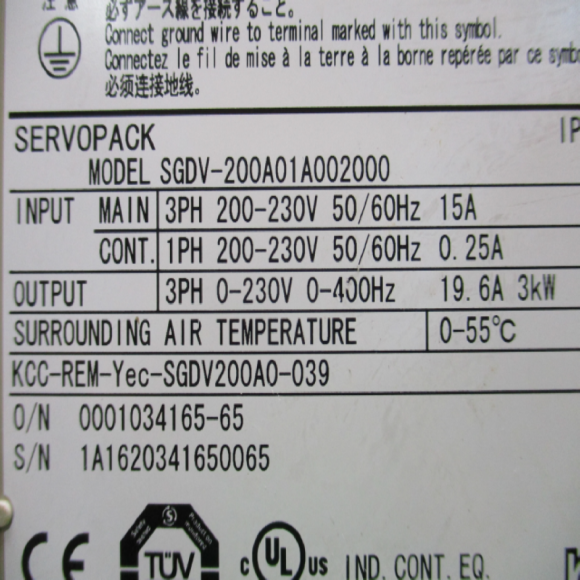 必ずアース線を接続すること。
Connect ground wire to terminal marked with this symbol.
Connectez le fil de mise à la terre à la borne repérée par ce
必须连接地线。
SERVOPACK IP
MODEL SGDV-200A01A002000
INPUT MAIN 3PH 200-230V 50/60Hz 15A
CONT. 1PH 200-230V 50/60Hz 0.25A
OUTPUT 3PH 0-230V 0-400Hz 19.6A 3kW
SURROUNDING AIR TEMPERATURE 0-55℃
KCC-REM-Yec-SGDV200A0-039
O/N 0001034165-65
S/N 1A1620341650065
CE TÜV c UL US IND. CONT. EQ.